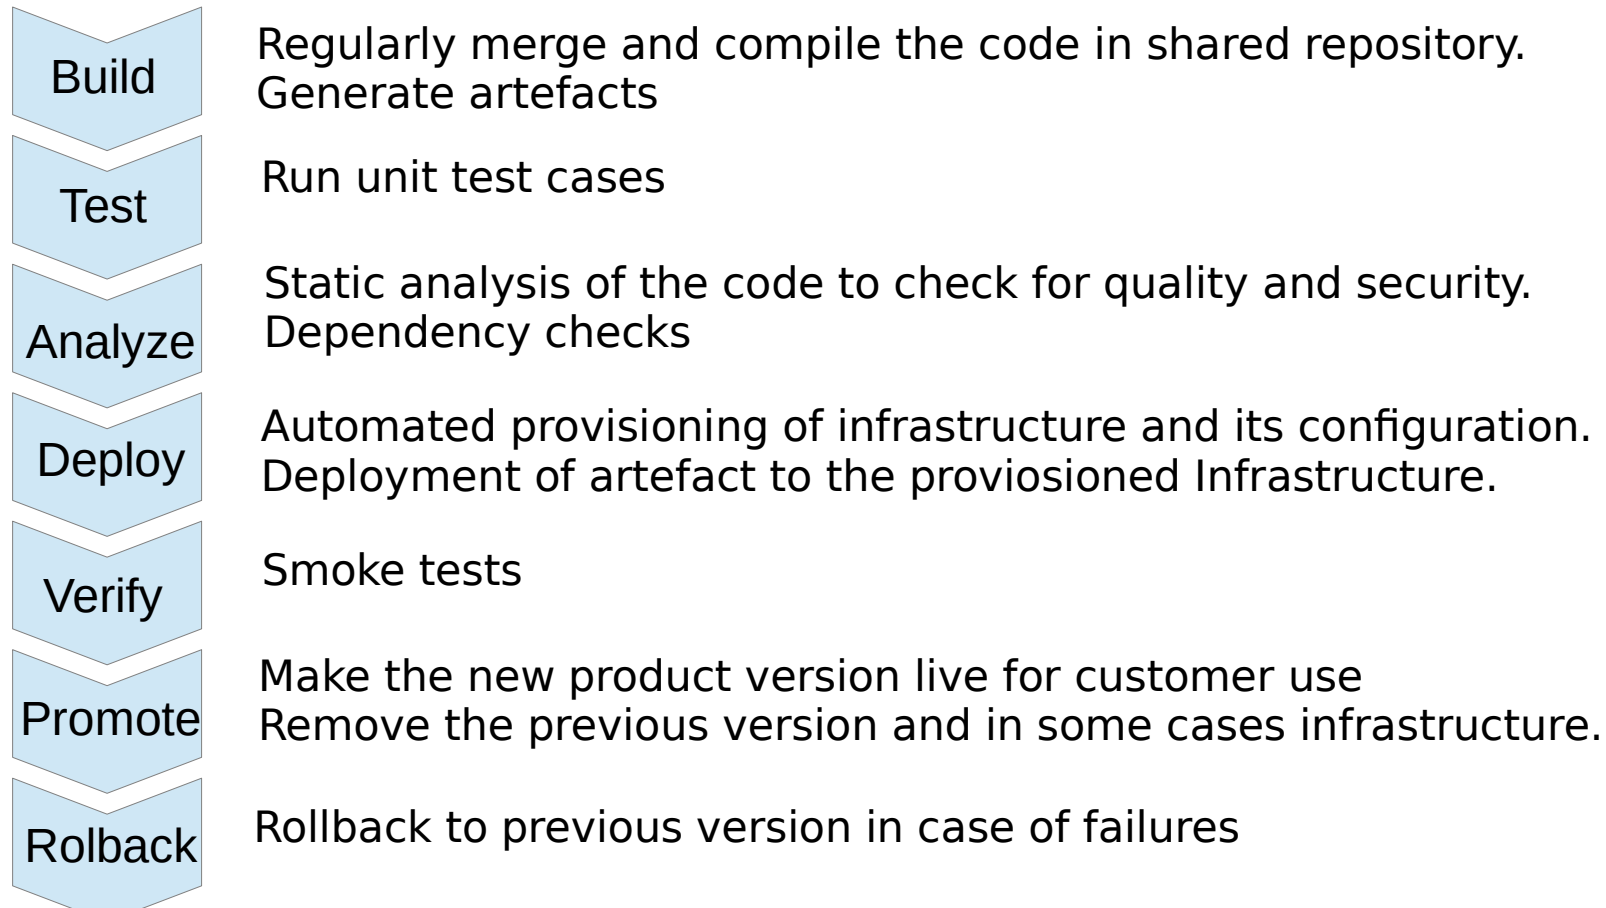 Build
Regularly merge and compile the code in shared repository.
Generate artefacts
Test
Run unit test cases
Analyze
Static analysis of the code to check for quality and security.
Dependency checks
Deploy
Automated provisioning of infrastructure and its configuration.
Deployment of artefact to the proviosioned Infrastructure.
Verify
Smoke tests
Promote
Make the new product version live for customer use
Remove the previous version and in some cases infrastructure.
Rolback
Rollback to previous version in case of failures